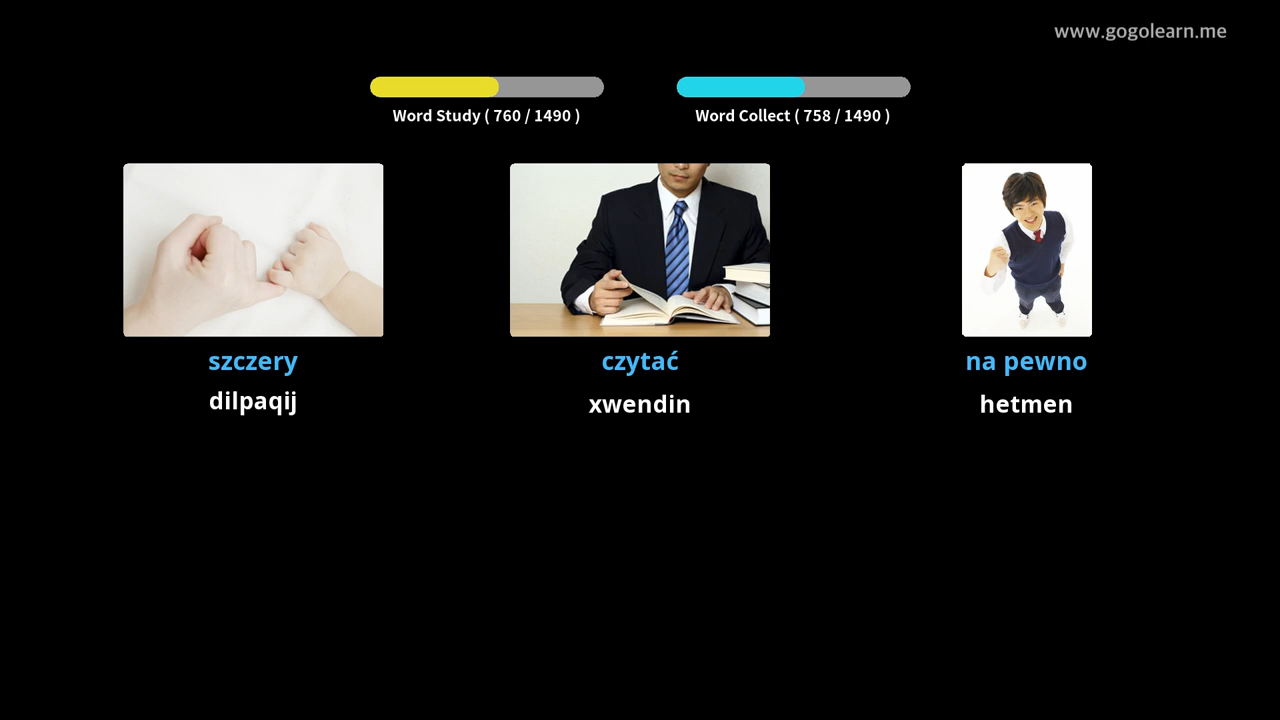 www.gogolearn.me
Word Study ( 760 / 1490 )
Word Collect ( 758 / 1490 )
szczery
czytać
na pewno
dilpaqij
xwendin
hetmen